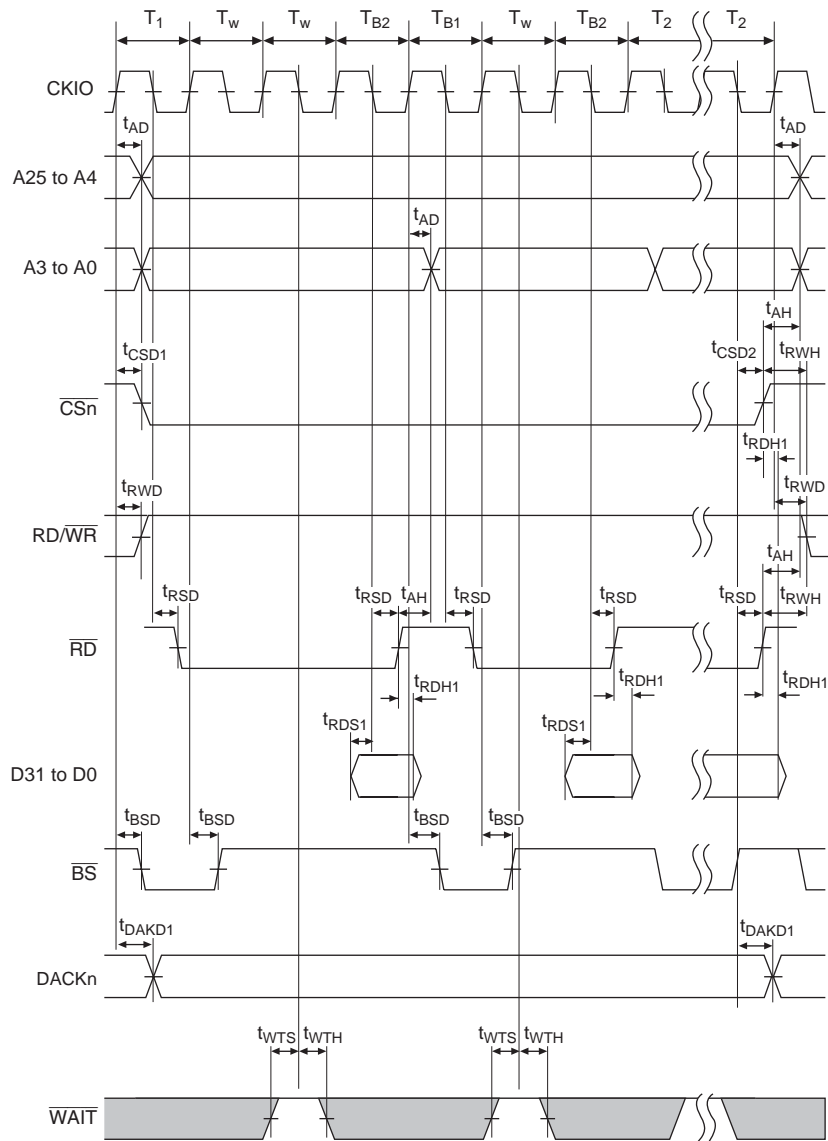 T1 Tw Tw TB2 TB1 Tw TB2 T2 T2
CKIO
tAD tAD
A25 to A4
tAD
A3 to A0
tAH
tCSD1 tCSD2 tRWH
CSn
tRDH1
tRWD tRWD
RD/WR
tAH
tRSD tRSD tAH tRSD tRSD tRSD tRWH
RD
tRDH1 tRDH1 tRDH1
tRDS1 tRDS1
D31 to D0
tBSD tBSD tBSD tBSD
BS
tDAKD1 tDAKD1
DACKn
tWTS tWTH tWTS tWTH
WAIT